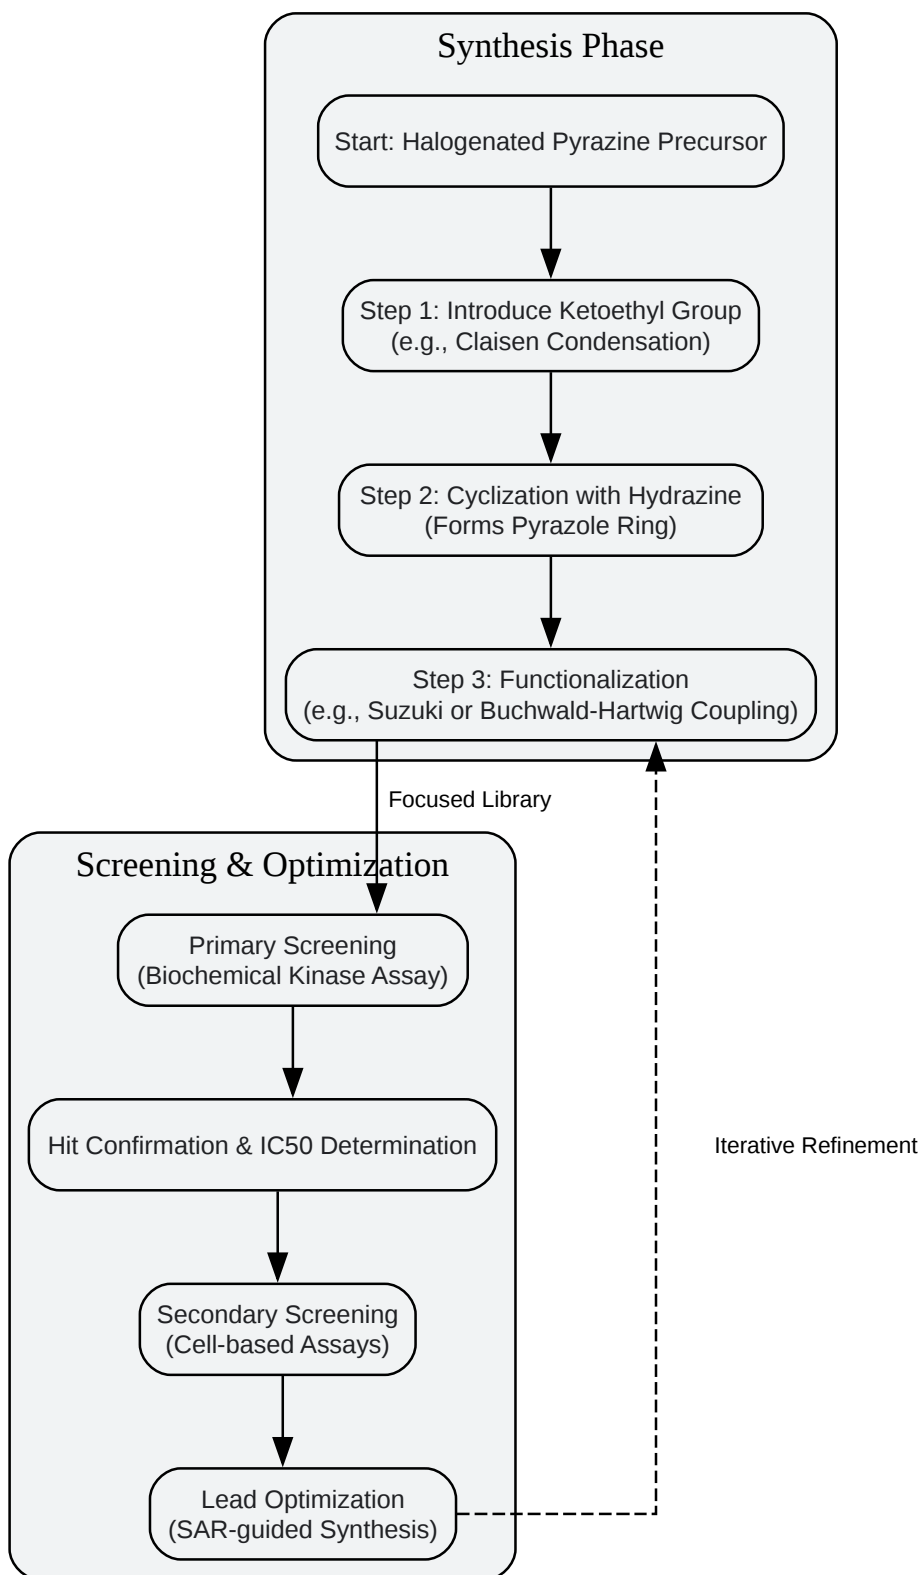 Synthesis Phase
Start: Halogenated Pyrazine Precursor
Step 1: Introduce Ketoethyl Group
(e.g., Claisen Condensation)
Step 2: Cyclization with Hydrazine
(Forms Pyrazole Ring)
Step 3: Functionalization
(e.g., Suzuki or Buchwald-Hartwig Coupling)
Focused Library
Screening & Optimization
Primary Screening
(Biochemical Kinase Assay)
Hit Confirmation & IC50 Determination
Iterative Refinement
Secondary Screening
(Cell-based Assays)
Lead Optimization
(SAR-guided Synthesis)